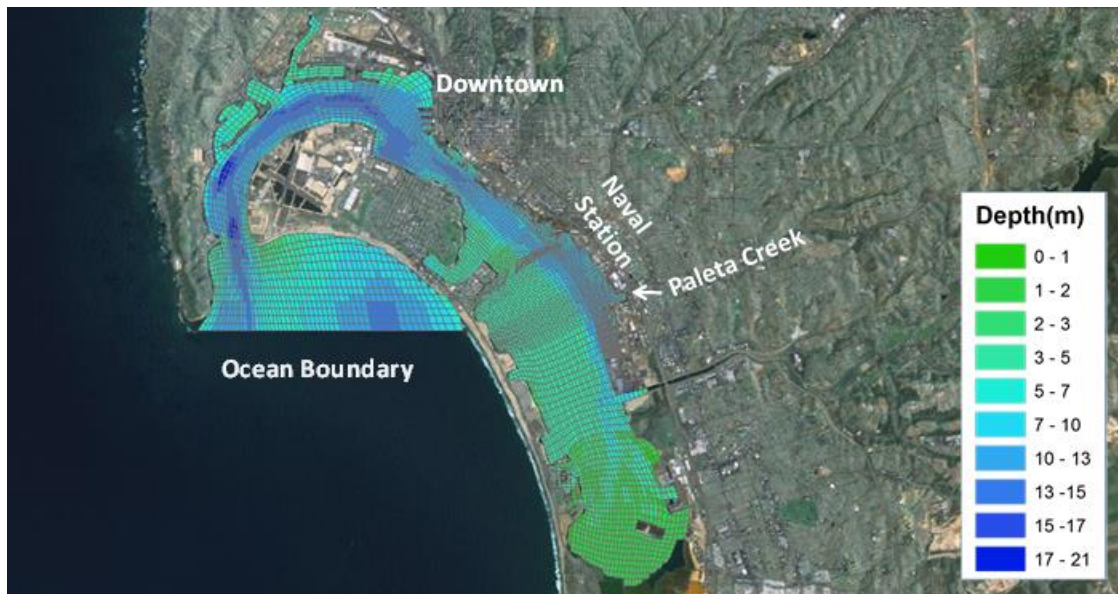 Downtown
Naval
Station
Paleta Creek
Ocean Boundary
Depth(m)
0 - 1
1 - 2
2 - 3
3 - 5
5 - 7
7 - 10
10 - 13
13 -15
15 -17
17 - 21